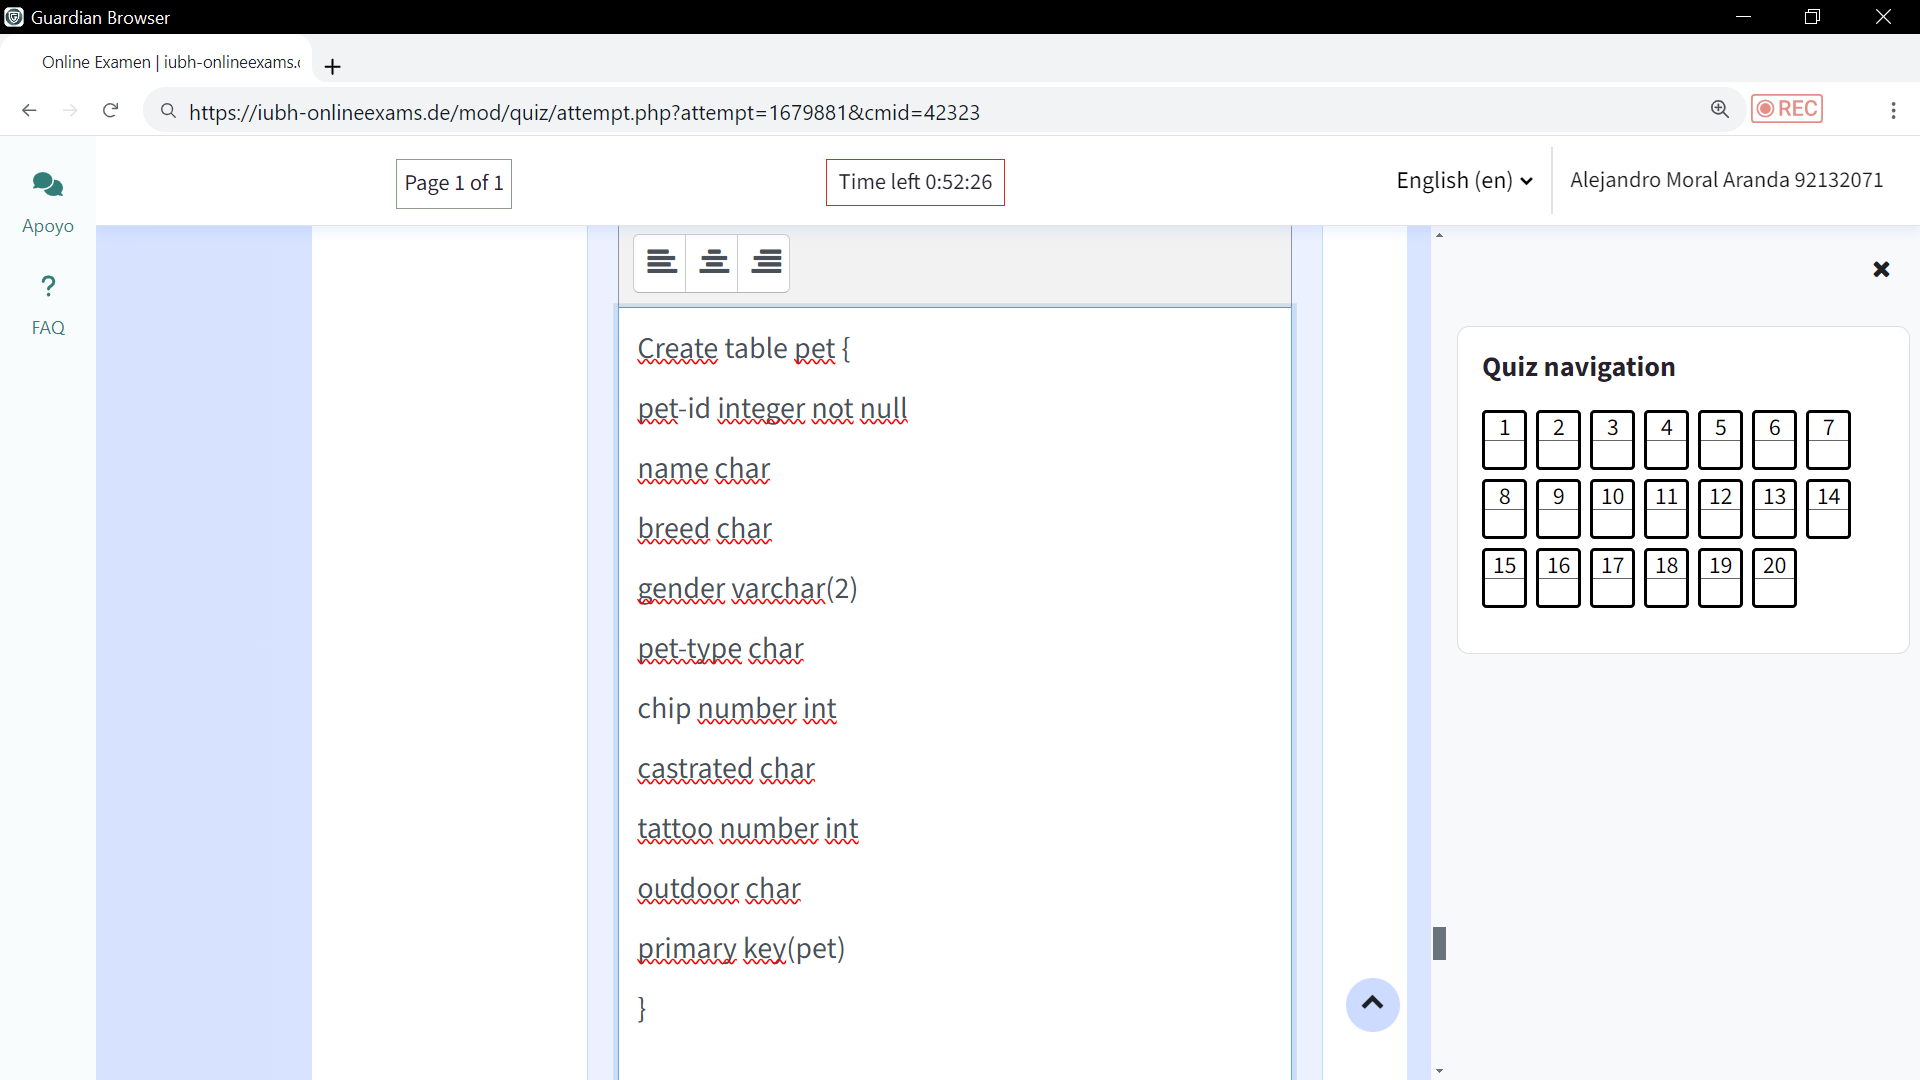 Guardian Browser
Online Examen | iubh-onlineexams.
https://iubh-onlineexams.de/mod/quiz/attempt.php?attempt=1679881&cmid=42323
REC
Apoyo
?
FAQ
Page 1 of 1
Time left 0:52:26
English (en)
Alejandro Moral Aranda 92132071
Create table pet {
pet-id integer not null
name char
breed char
gender varchar(2)
pet-type char
chip number int
castrated char
tattoo number int
outdoor char
primary key(pet)
}
Quiz navigation
1 2 3 4 5 6 7
8 9 10 11 12 13 14
15 16 17 18 19 20